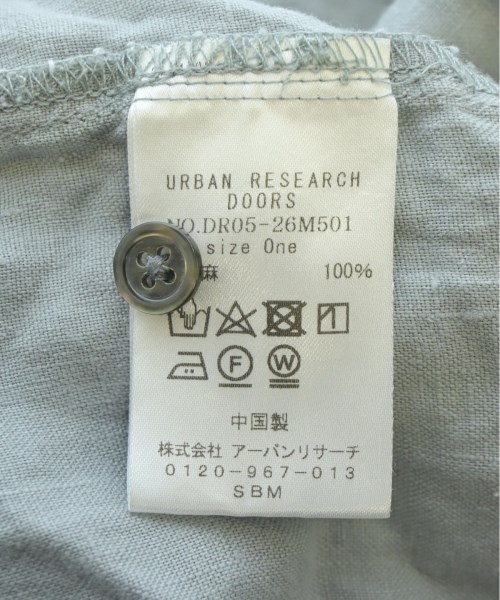 URBAN RESEARCH
DOORS
NO.DR05-26M501
size One
麻 100%
F W
中国製
株式会社 アーバンリサーチ
0120-967-013
SBM